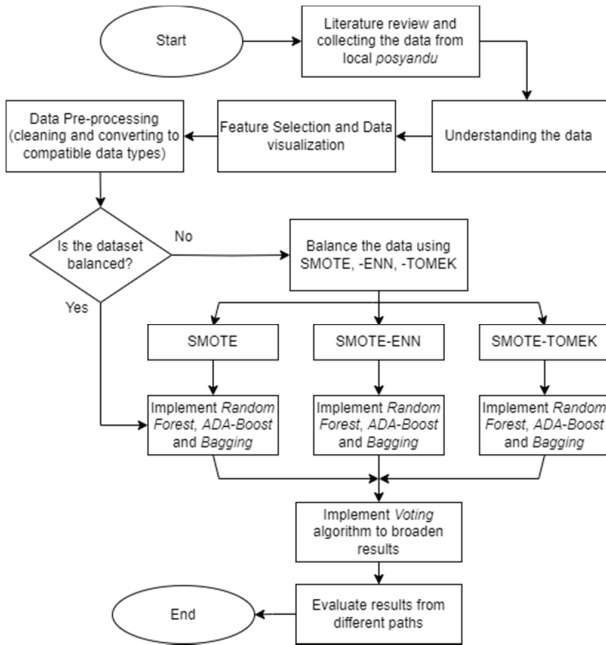 Start
Literature review and
collecting the data from
local posyandu
Understanding the data
Feature Selection and Data
visualization
Data Pre-processing
(cleaning and converting to
compatible data types)
Is the dataset
balanced?
No
Yes
Balance the data using
SMOTE, -ENN, -TOMEK
SMOTE
SMOTE-ENN
SMOTE-TOMEK
Implement Random
Forest, ADA-Boost
and Bagging
Implement Random
Forest, ADA-Boost
and Bagging
Implement Random
Forest, ADA-Boost
and Bagging
Implement Voting
algorithm to broaden
results
Evaluate results from
different paths
End